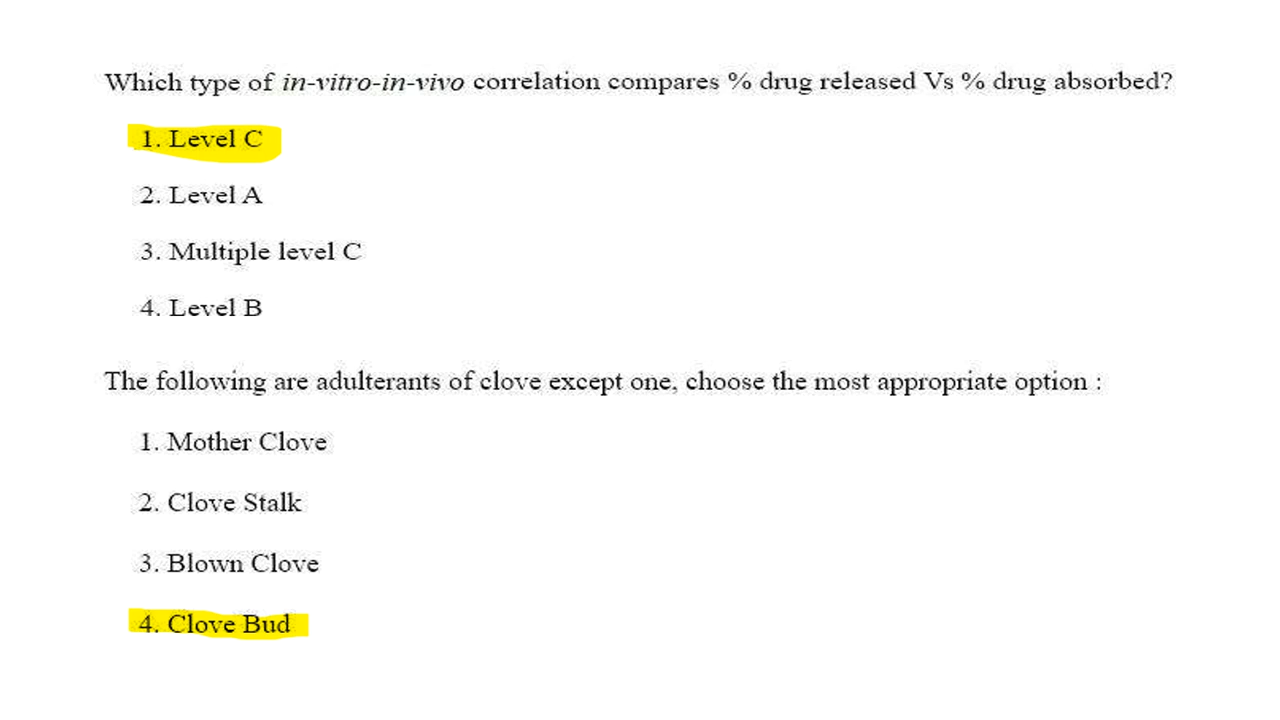 Which type of in-vitro-in-vivo correlation compares % drug released Vs % drug absorbed?
1. Level C
2. Level A
3. Multiple level C
4. Level B
The following are adulterants of clove except one, choose the most appropriate option :
1. Mother Clove
2. Clove Stalk
3. Blown Clove
4. Clove Bud